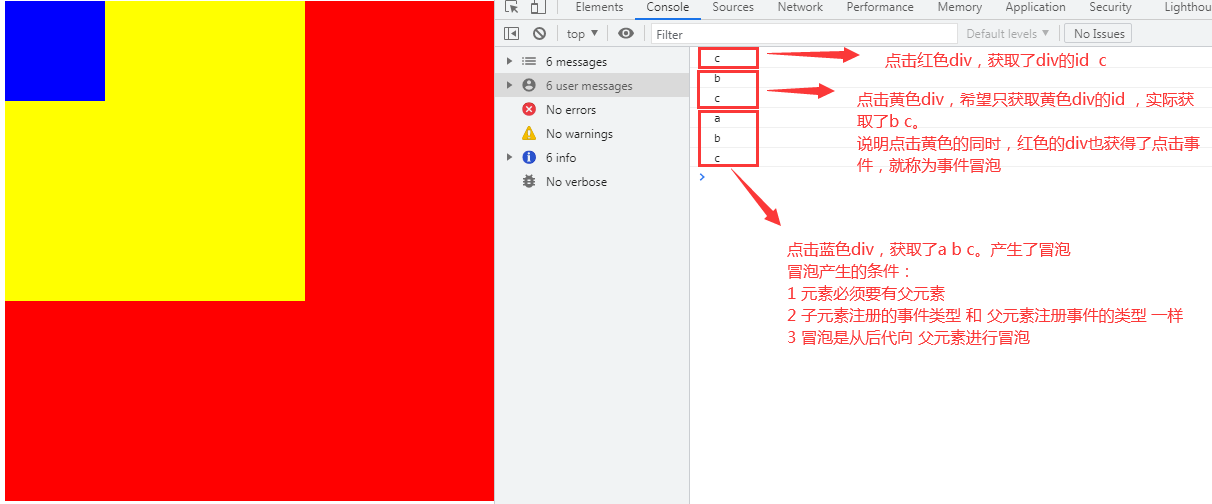 Elements Console Sources Network Performance Memory Application Security Lighthou
top ▼ Filter Default levels ▼ No Issues
6 messages
6 user messages
No errors
No warnings
6 info
No verbose
c
b
c
a
b
c
点击红色div，获取了div的id c
点击黄色div，希望只获取黄色div的id ，实际获
取了b c。
说明点击黄色的同时，红色的div也获得了点击事
件，就称为事件冒泡
点击蓝色div，获取了a b c。产生了冒泡
冒泡产生的条件：
1 元素必须要有父元素
2 子元素注册的事件类型 和 父元素注册事件的类型 一样
3 冒泡是从后代向 父元素进行冒泡